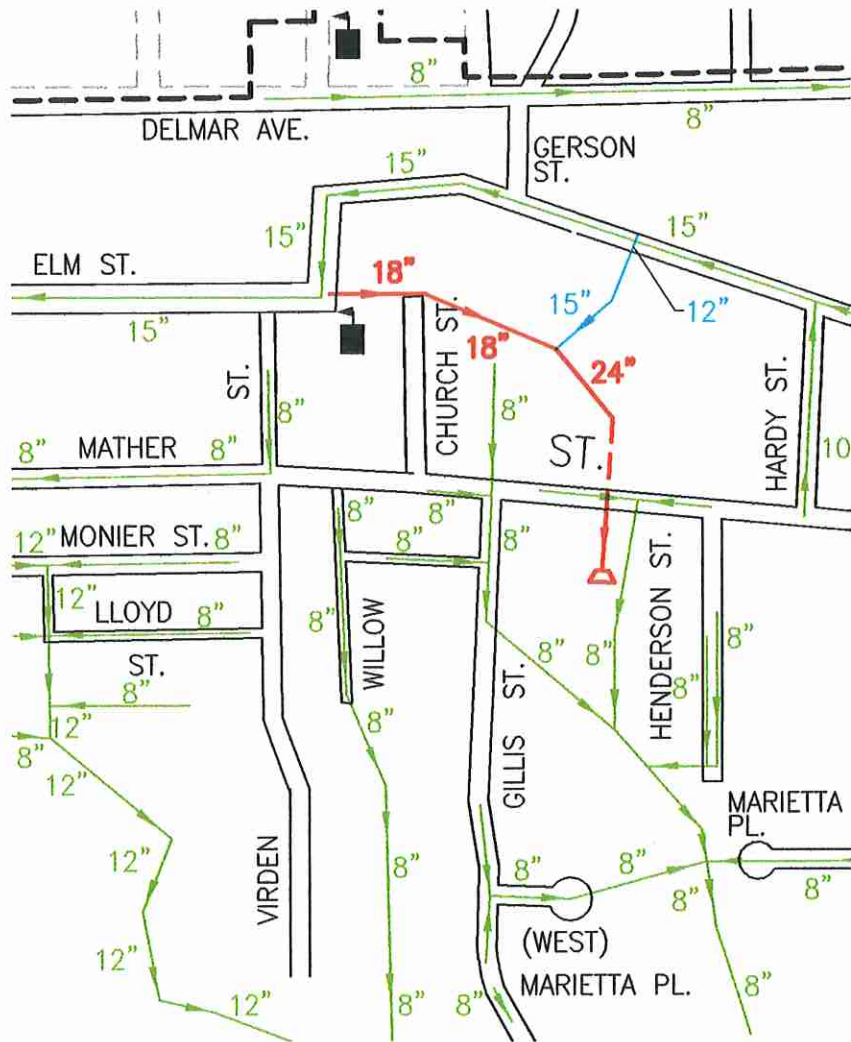 8"
8"
DELMAR AVE.
GERSON
ST.
15"
15"
15"
ELM ST.
18"
15"
12"
15"
18"
24"
CHURCH ST.
HARDY ST.
ST.
8"
8"
ST.
10
8"
MATHER
8"
8"
12"
MONIER ST.
8"
8"
8"
8"
12"
LLOYD
8"
8"
8"
8"
HENDERSON ST.
8"
ST.
WILLOW
8"
8"
12"
8"
8"
GILLIS ST.
12"
MARIETTA
PL.
12"
8"
8"
8"
8"
8"
VIRDEN
12"
(WEST)
MARIETTA PL.
12"
8"
8"
8"